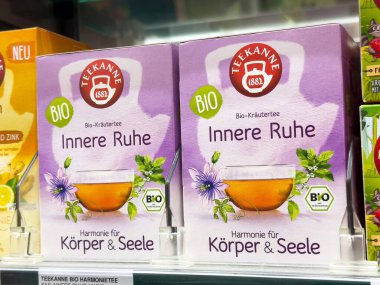 NEU
TEEKANNE
1882
BIO
Bio-Kräutertee
Innere Ruhe
BIO
Harmonie für
Körper & Seele
TEEKANNE
1882
BIO
Bio-Kräutertee
Innere Ruhe
BIO
Harmonie für
Körper & Seele
ZINK
TEEKANNE BIO HARMONIETEE